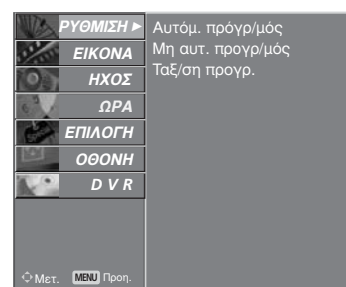 ΡΥΘΜΙΣΗ ►
ΕΙΚΟΝΑ
ΗΧΟΣ
ΩΡΑ
ΕΠΙΛΟΓΗ
ΟΘΟΝΗ
D V R
Αυτόμ. πρόγρ/μός
Μη αυτ. προγρ/μός
Ταξ/ση προγρ.
Μετ. MENU Προη.